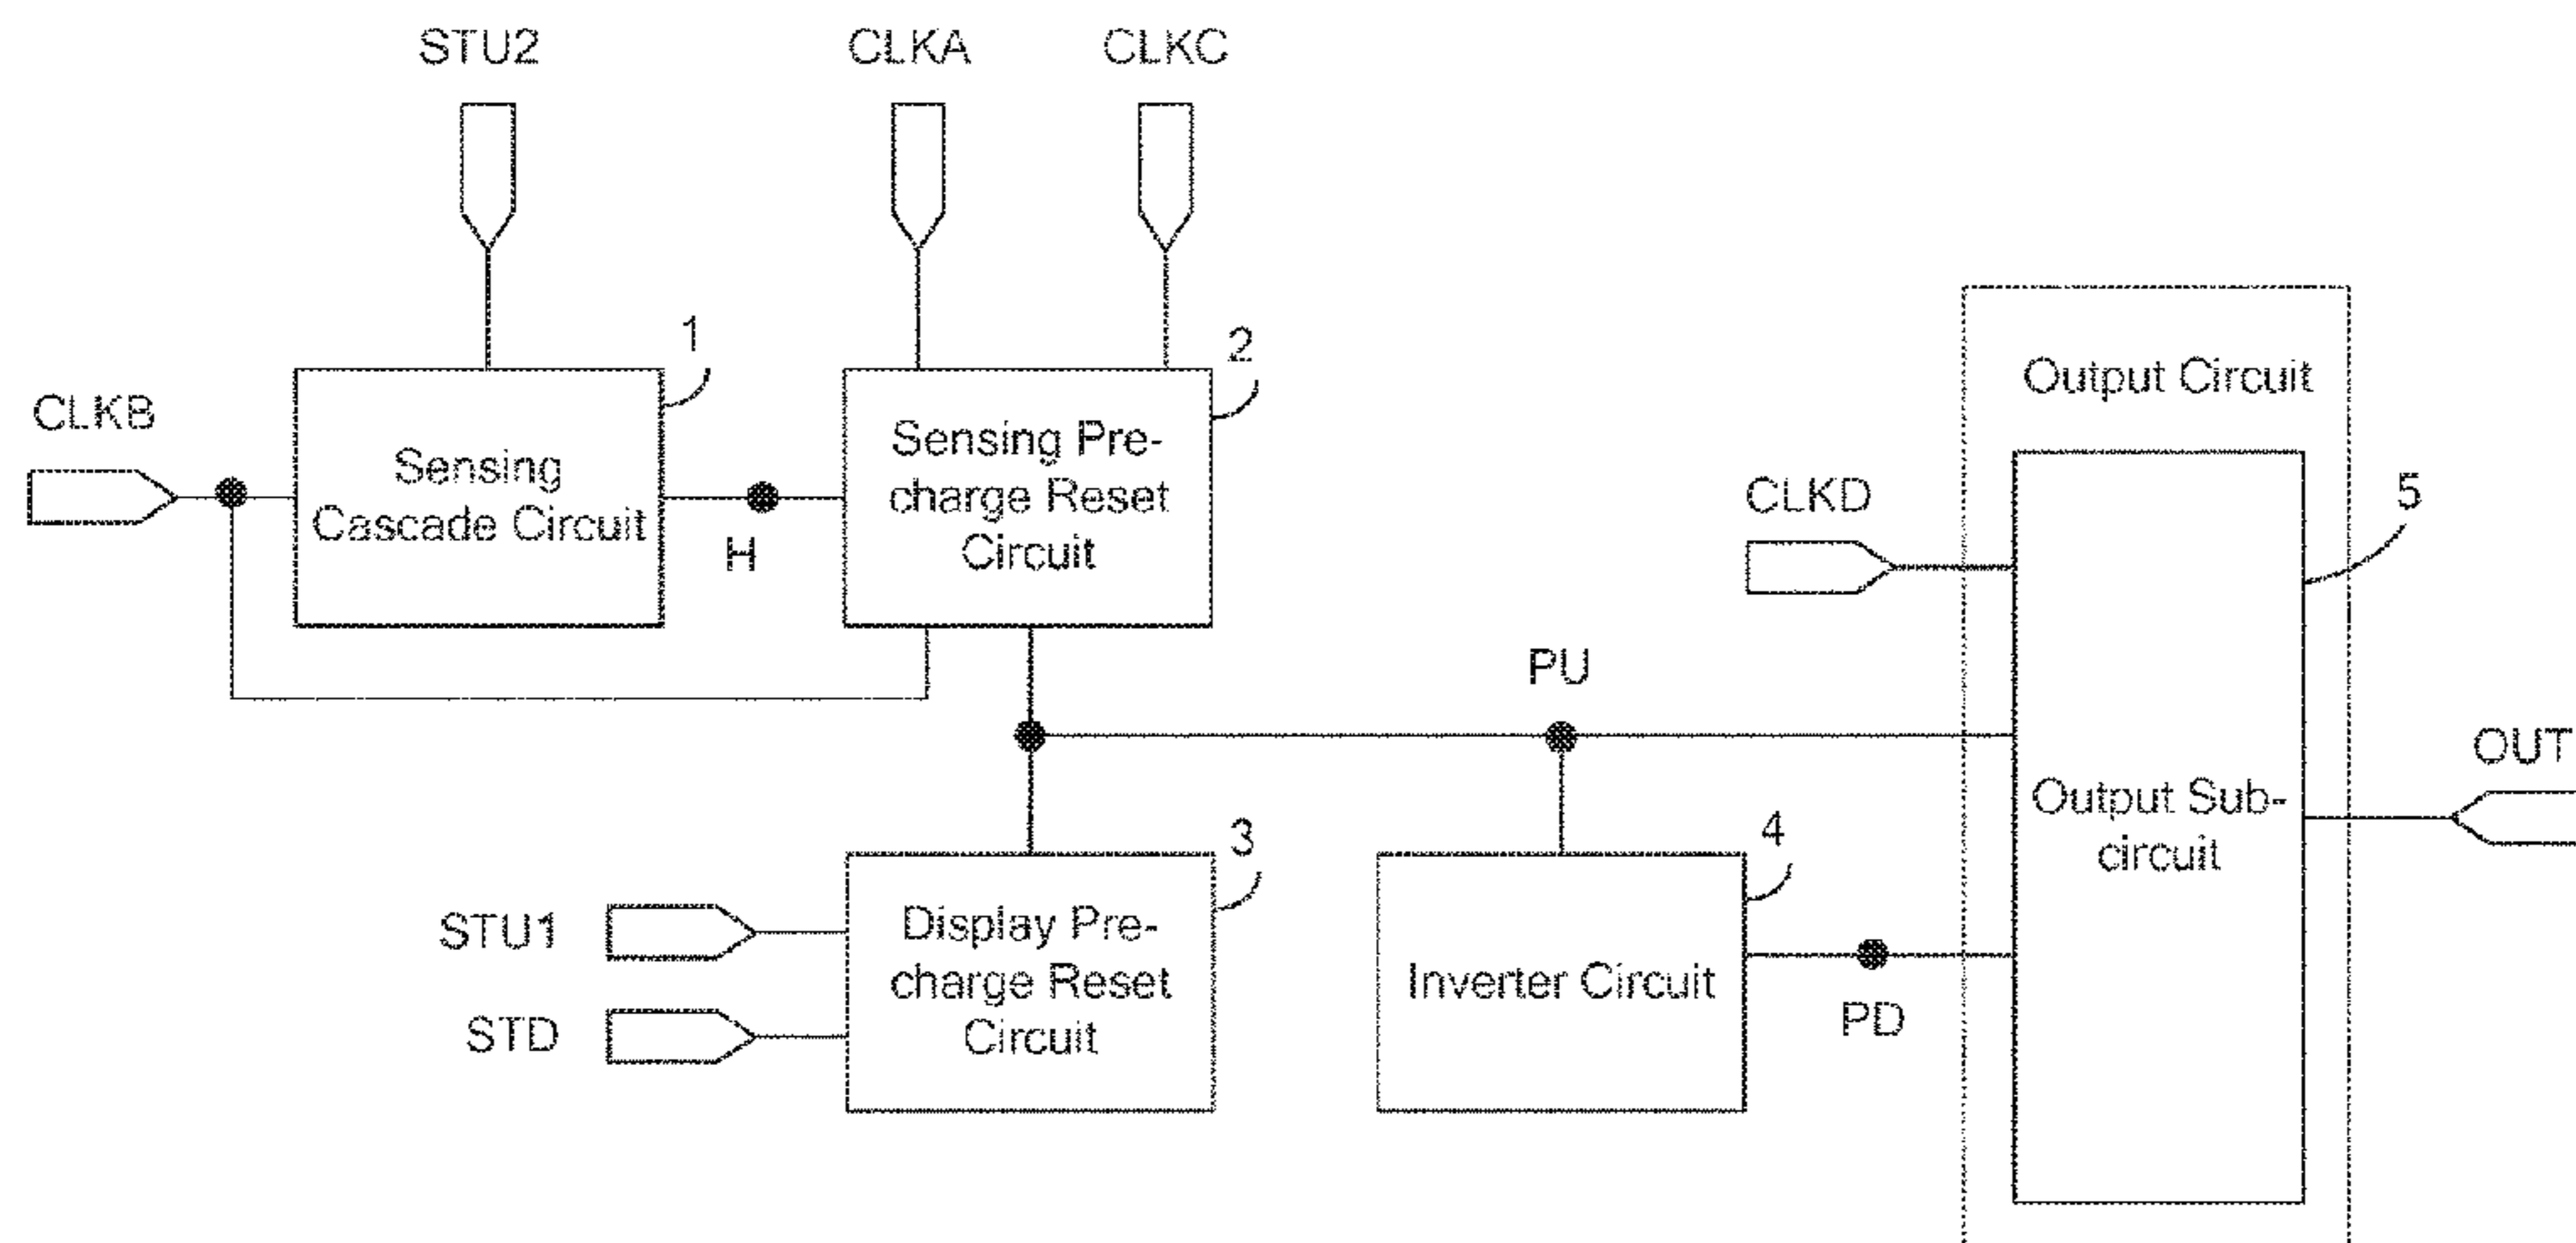 STU2
CLKA
CLKC
1
2
CLKB
Sensing
Cascade Circuit
H
Sensing Pre-
charge Reset
Circuit
Output Circuit
CLKD
5
PU
OUT
Output Sub-
circuit
3
4
STU1
STD
Display Pre-
charge Reset
Circuit
Inverter Circuit
PD